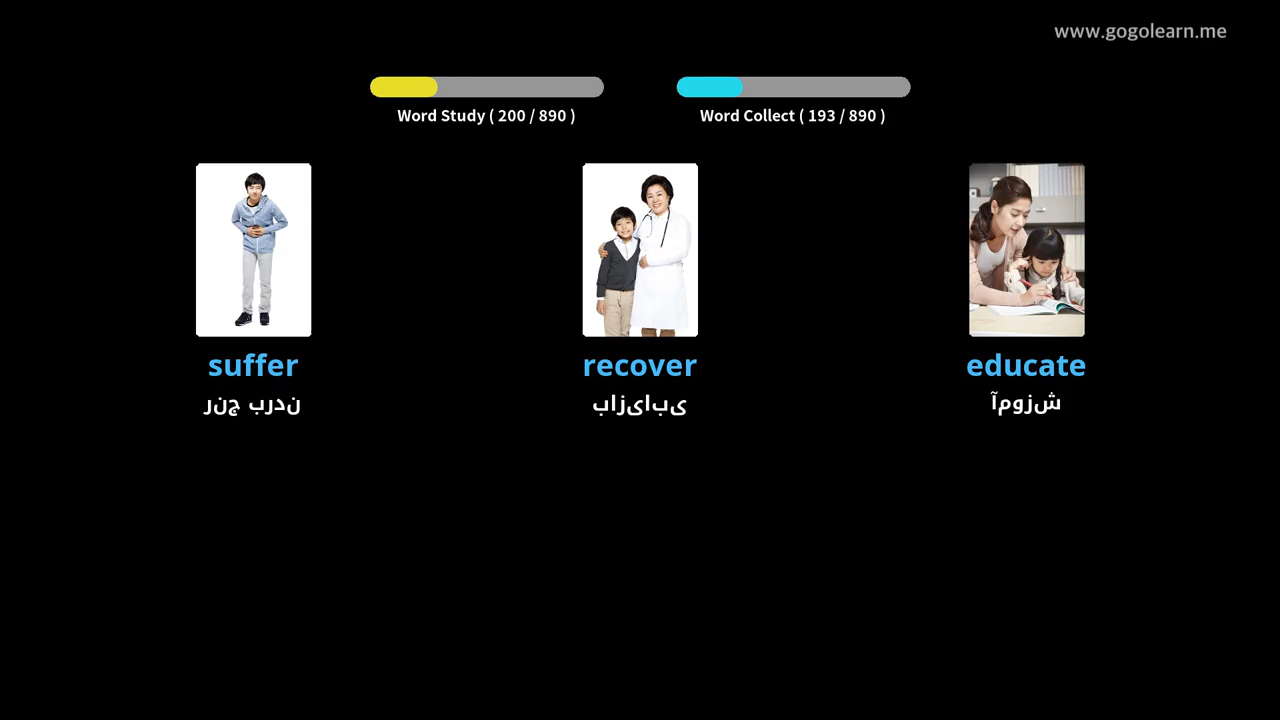 www.gogolearn.me
Word Study ( 200 / 890 )
Word Collect ( 193 / 890 )
suffer
رنج بردن
recover
بازیابی
educate
آموزش